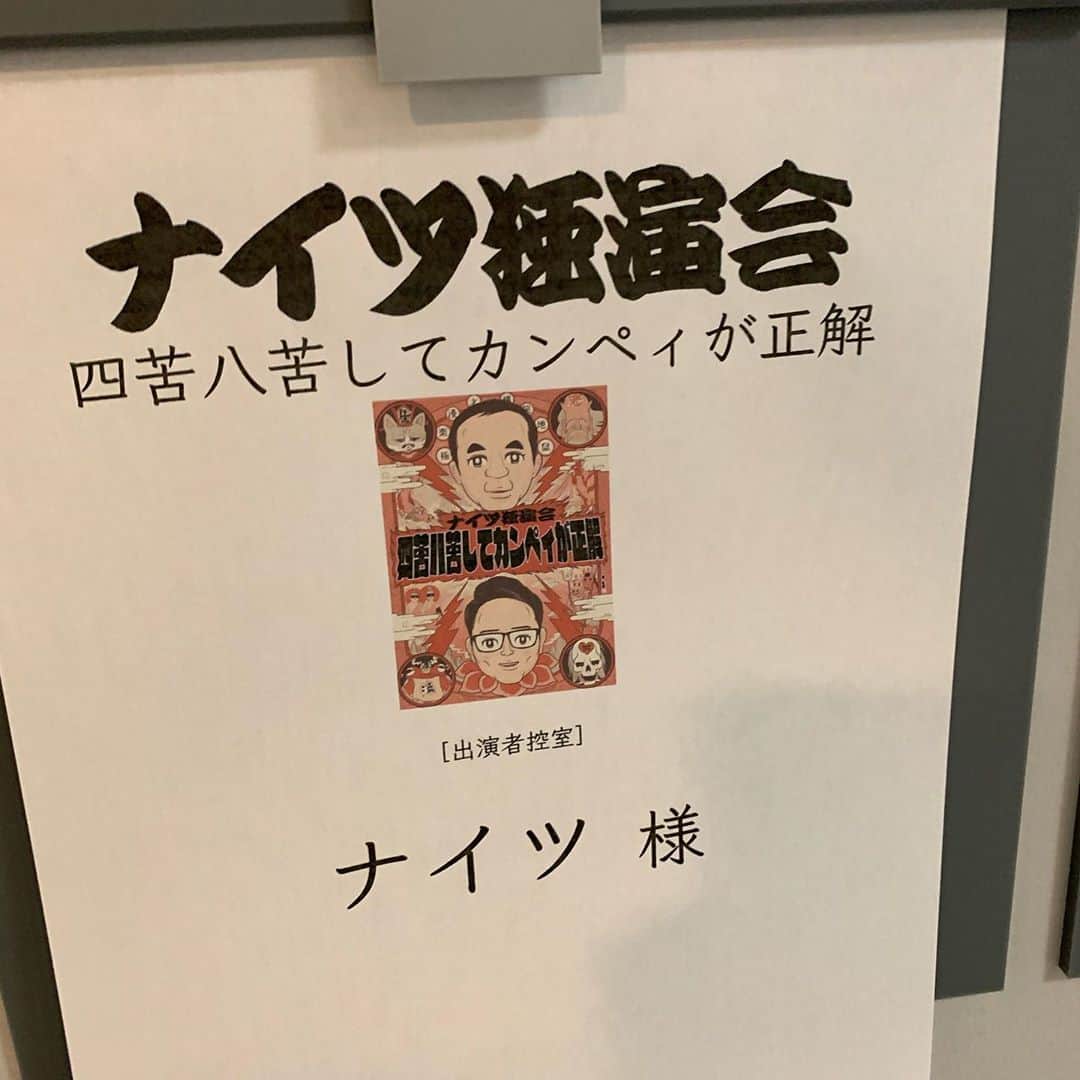 ナイツ独演会
四苦八苦してカンペィが正解
ナイツ独演会
四苦八苦してカンペィが正解
[出演者控室]
ナイツ 様